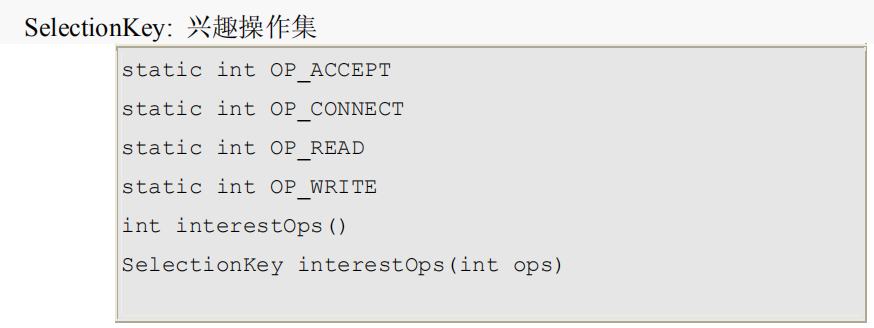 SelectionKey: 兴趣操作集
static int OP_ACCEPT
static int OP_CONNECT
static int OP_READ
static int OP_WRITE
int interestOps()
SelectionKey interestOps(int ops)